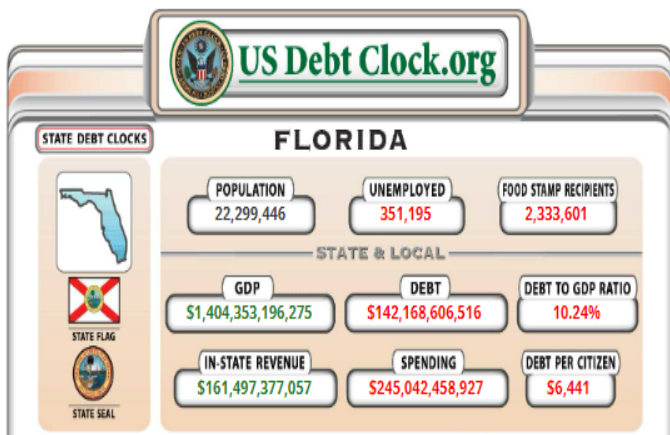 US Debt Clock.org
STATE DEBT CLOCKS
FLORIDA
POPULATION UNEMPLOYED FOOD STAMP RECIPIENTS
22,299,446 351,195 2,333,601
STATE & LOCAL
GDP DEBT DEBT TO GDP RATIO
$1,404,353,196,275 $142,168,606,516 10.24%
STATE FLAG
IN-STATE REVENUE SPENDING DEBT PER CITIZEN
$161,497,377,057 $245,042,458,927 $6,441
STATE SEAL